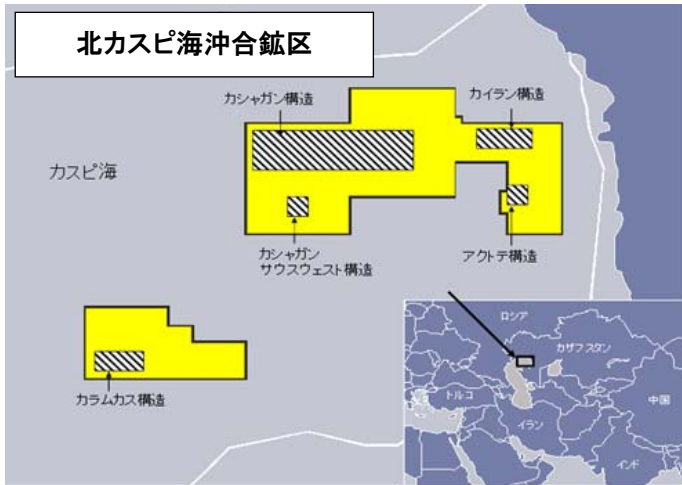 北カスピ海沖合鉱区
カシャガン構造
カイラン構造
カスピ海
カシャガン
サウスウェスト構造
アクトテ構造
カラムカス構造
ロシア
カザフスタン
トルコ
中国
イラン
インド